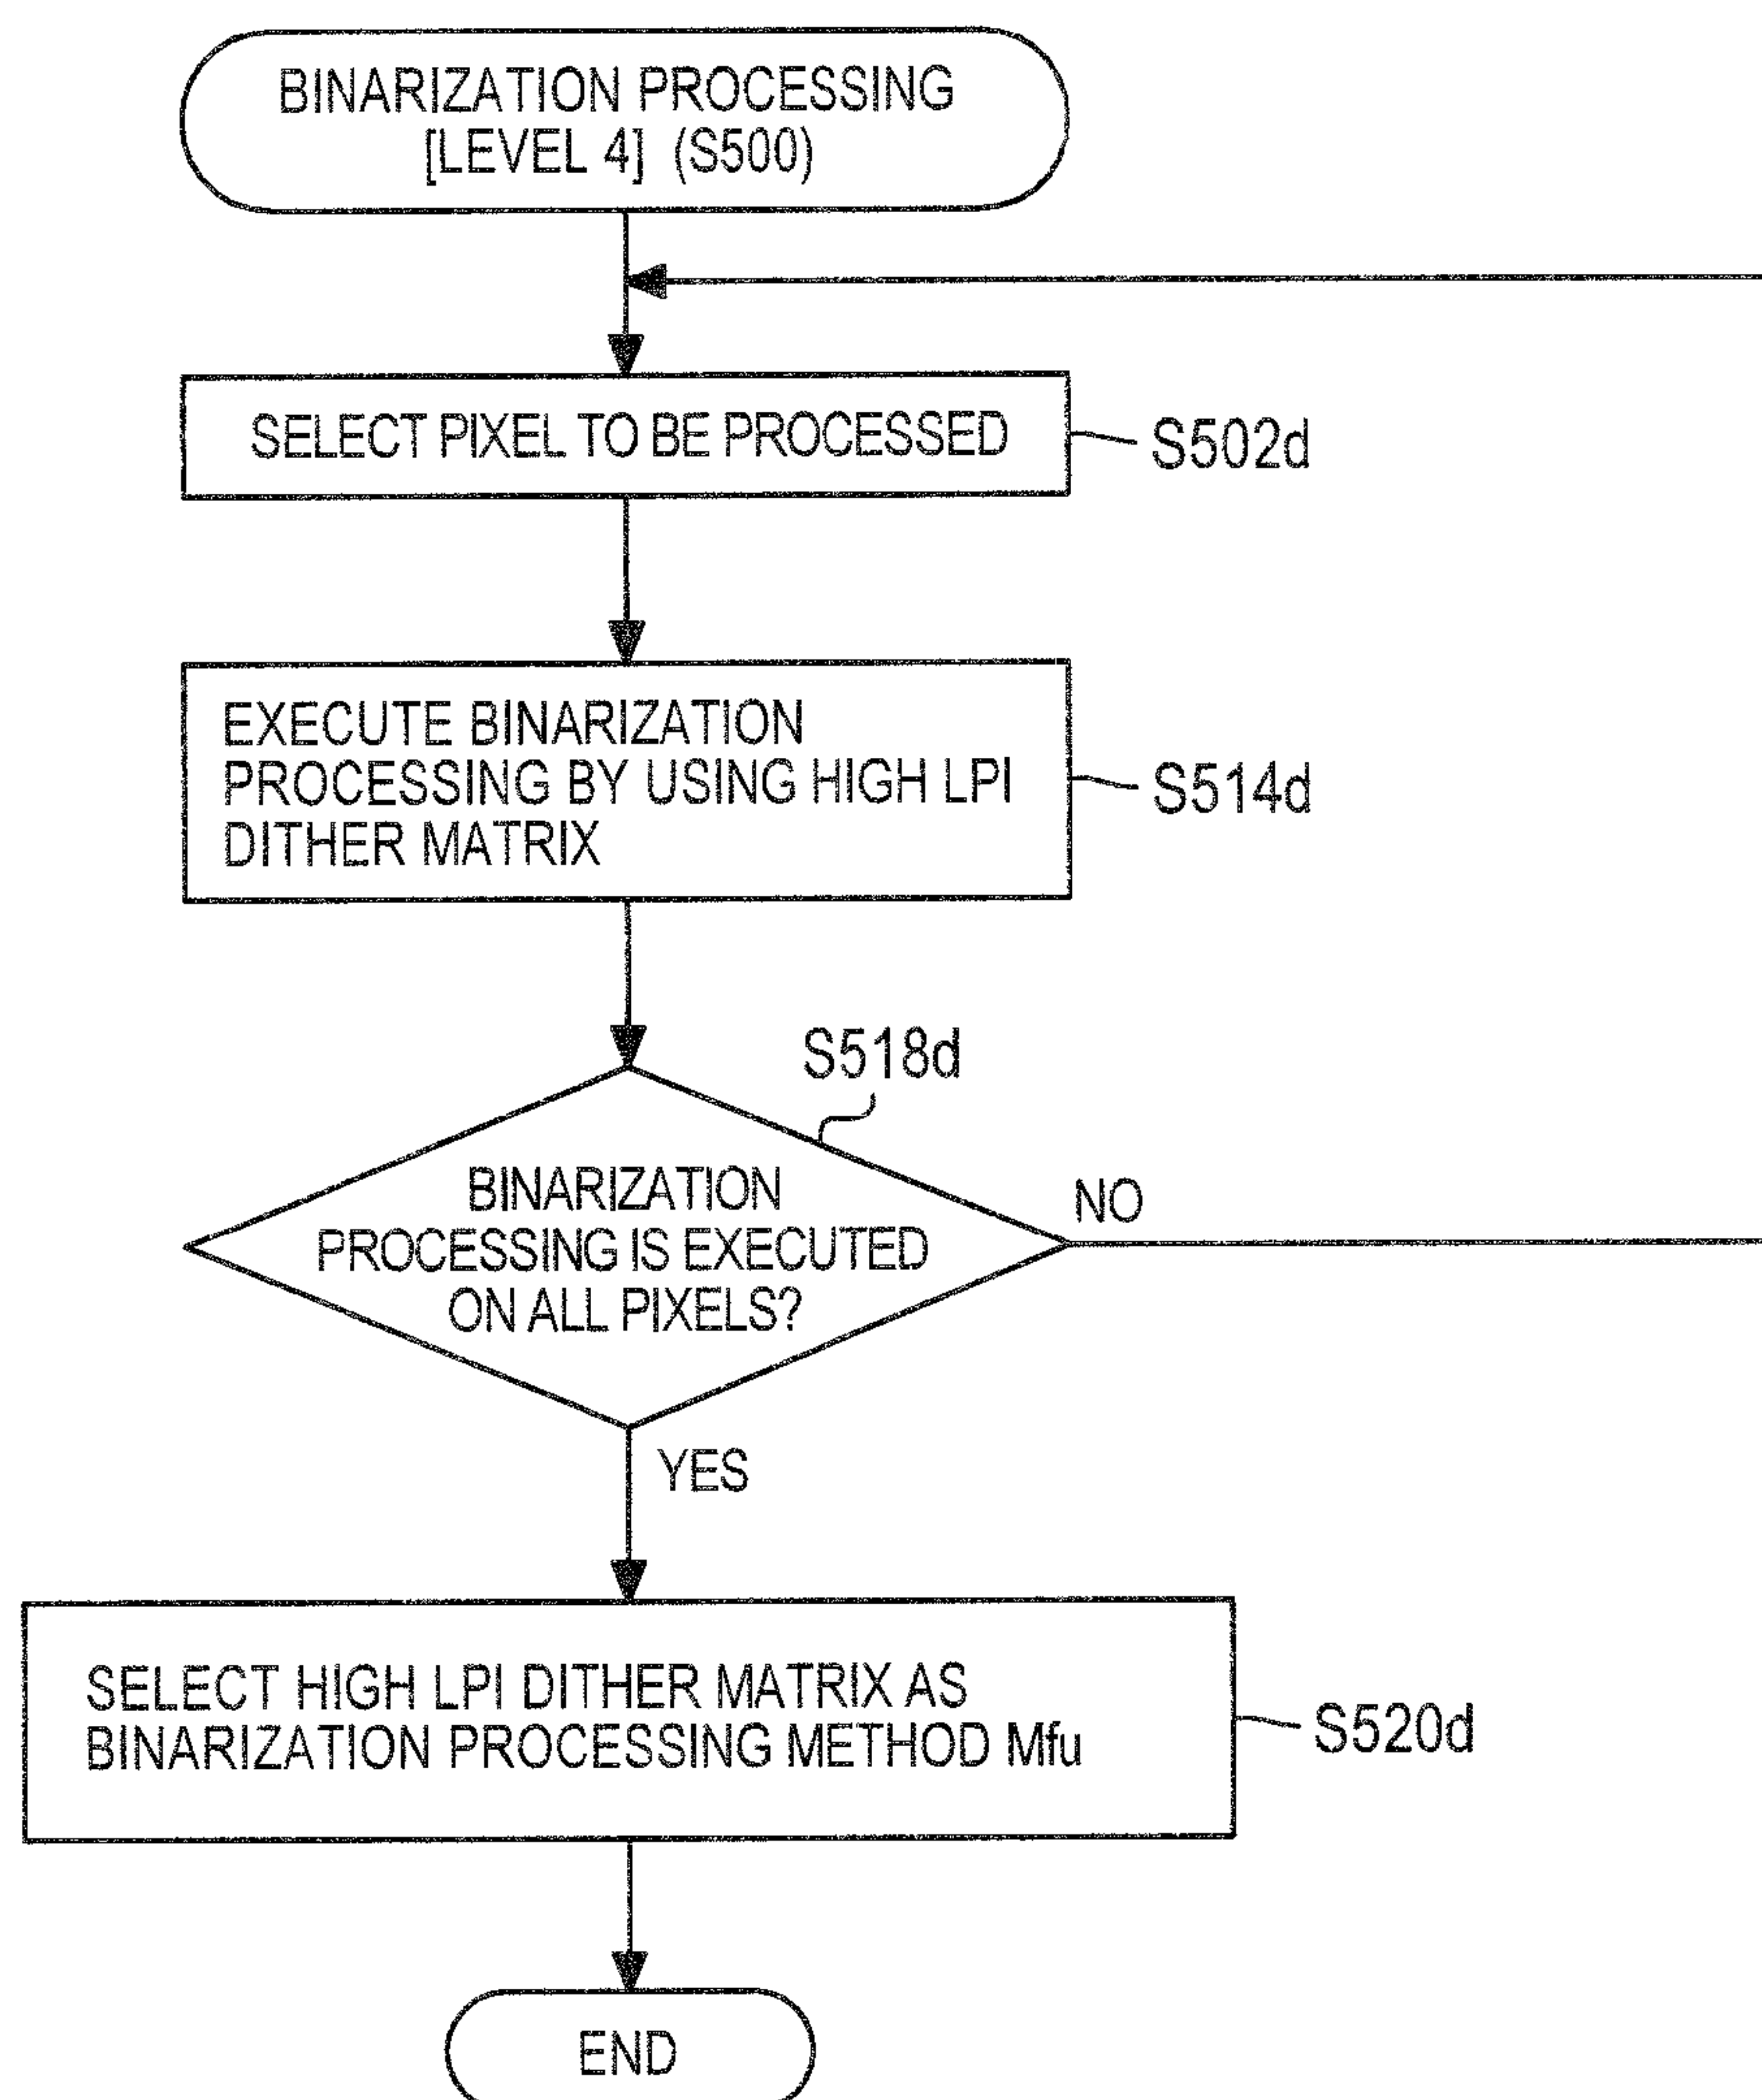 BINARIZATION PROCESSING
[LEVEL 4] (S500)
SELECT PIXEL TO BE PROCESSED
S502d
EXECUTE BINARIZATION
PROCESSING BY USING HIGH LPI
DITHER MATRIX
S514d
S518d
BINARIZATION
PROCESSING IS EXECUTED
ON ALL PIXELS?
NO
YES
SELECT HIGH LPI DITHER MATRIX AS
BINARIZATION PROCESSING METHOD Mfu
S520d
END